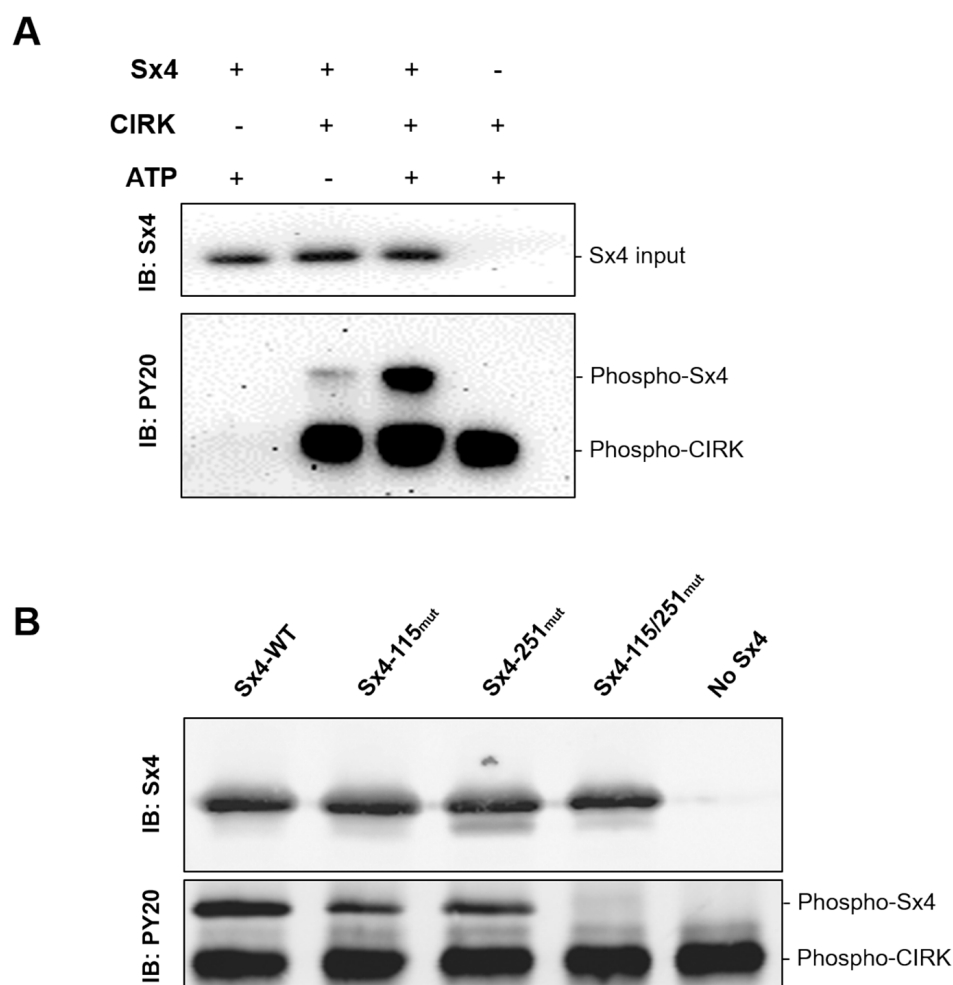 A
Sx4 + + + -
CIRK - + + +
ATP + - + +
IB: Sx4
Sx4 input
IB: PY20
Phospho-Sx4
Phospho-CIRK
B
Sx4-WT
Sx4-115mut
Sx4-251mut
Sx4-115/251mut
No Sx4
IB: Sx4
IB: PY20
Phospho-Sx4
Phospho-CIRK